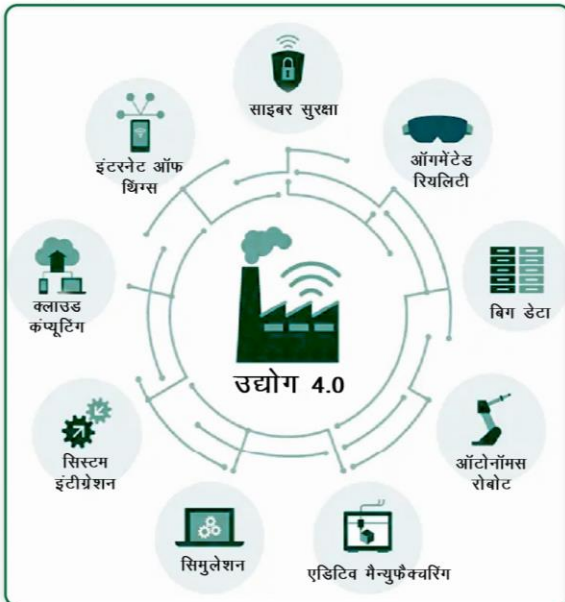 साइबर सुरक्षा
ऑगमेंटेड
रियलिटी
बिग डेटा
ऑटोनॉमस
रोबोट
एडिटिव मैन्युफैक्चरिंग
सिमुलेशन
सिस्टम
इंटीग्रेशन
क्लाउड
कंप्यूटिंग
इंटरनेट ऑफ
थिंग्स
उद्योग 4.0